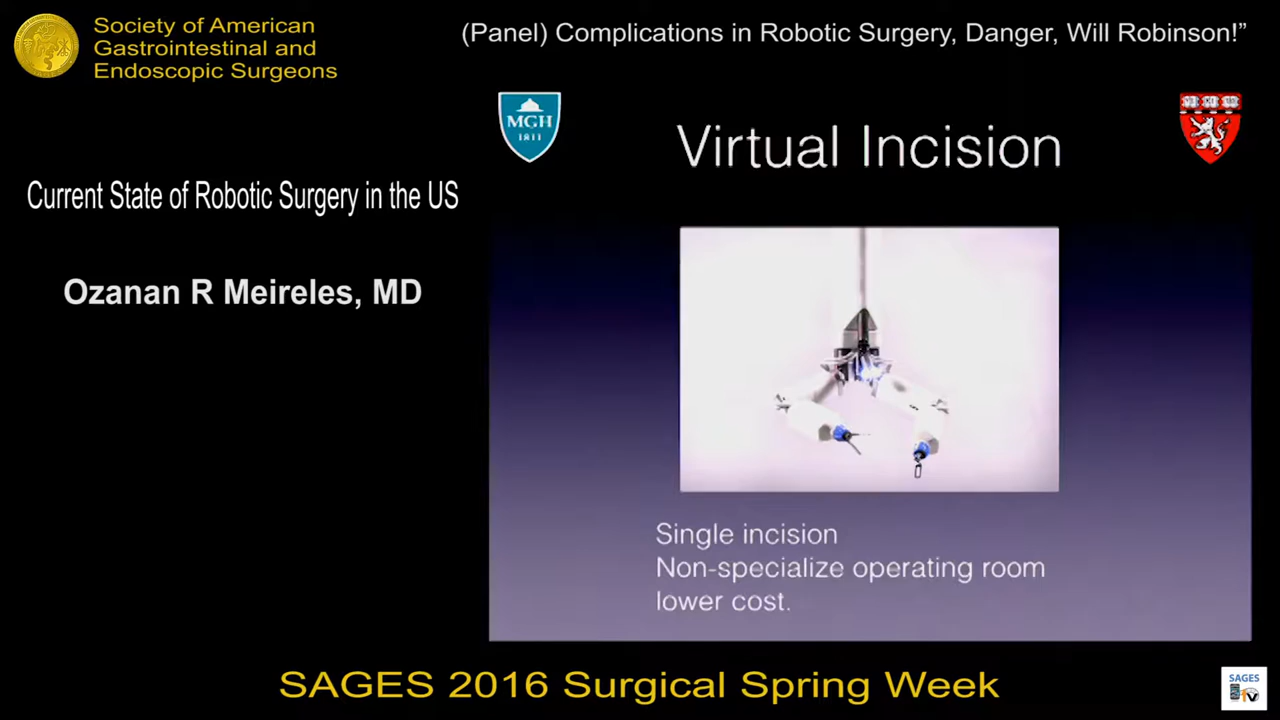 Society of American
Gastrointestinal and
Endoscopic Surgeons
(Panel) Complications in Robotic Surgery, Danger, Will Robinson!”
MGH
1811
Virtual Incision
Current State of Robotic Surgery in the US
Ozanan R Meireles, MD
Single incision
Non-specialize operating room
lower cost.
SAGES 2016 Surgical Spring Week
SAGES
tv